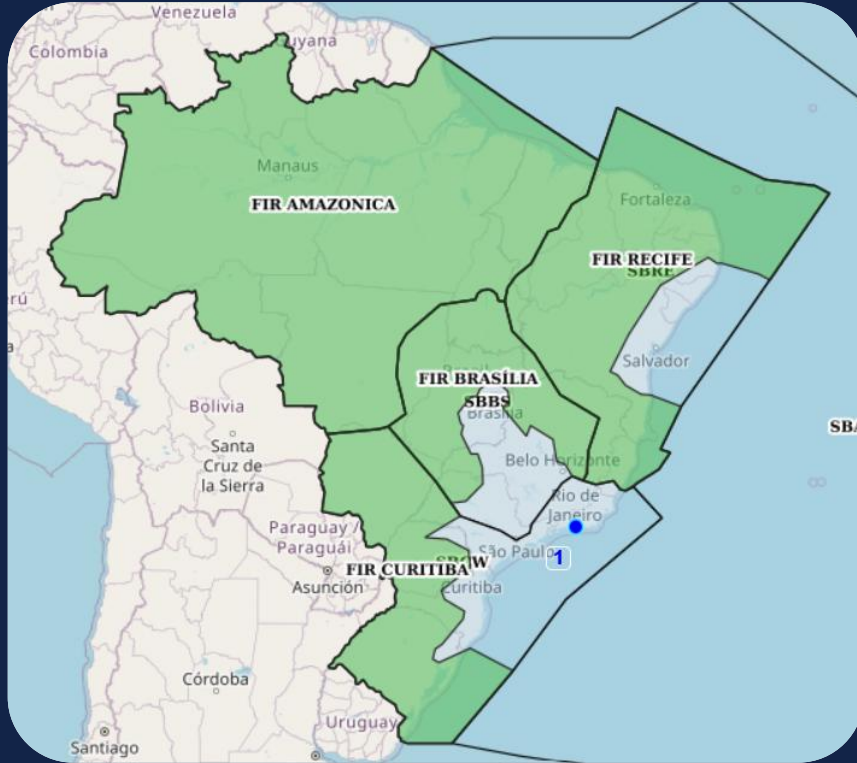 Venezuela
Colombia
uyana
Manaus
FIR AMAZONICA
Fortaleza
FIR RECIFE
SBRE
erú
Salvador
FIR BRASÍLIA
SBBS
Brasília
Bolivia
SBA
Santa
Cruz de
la Sierra
Belo Horizonte
Rio de
Janeiro
Paraguay /
Paraguái
São Paulo
1
FIR CURITIBA
W
Asunción
Curitiba
Córdoba
Uruguay
Santiago